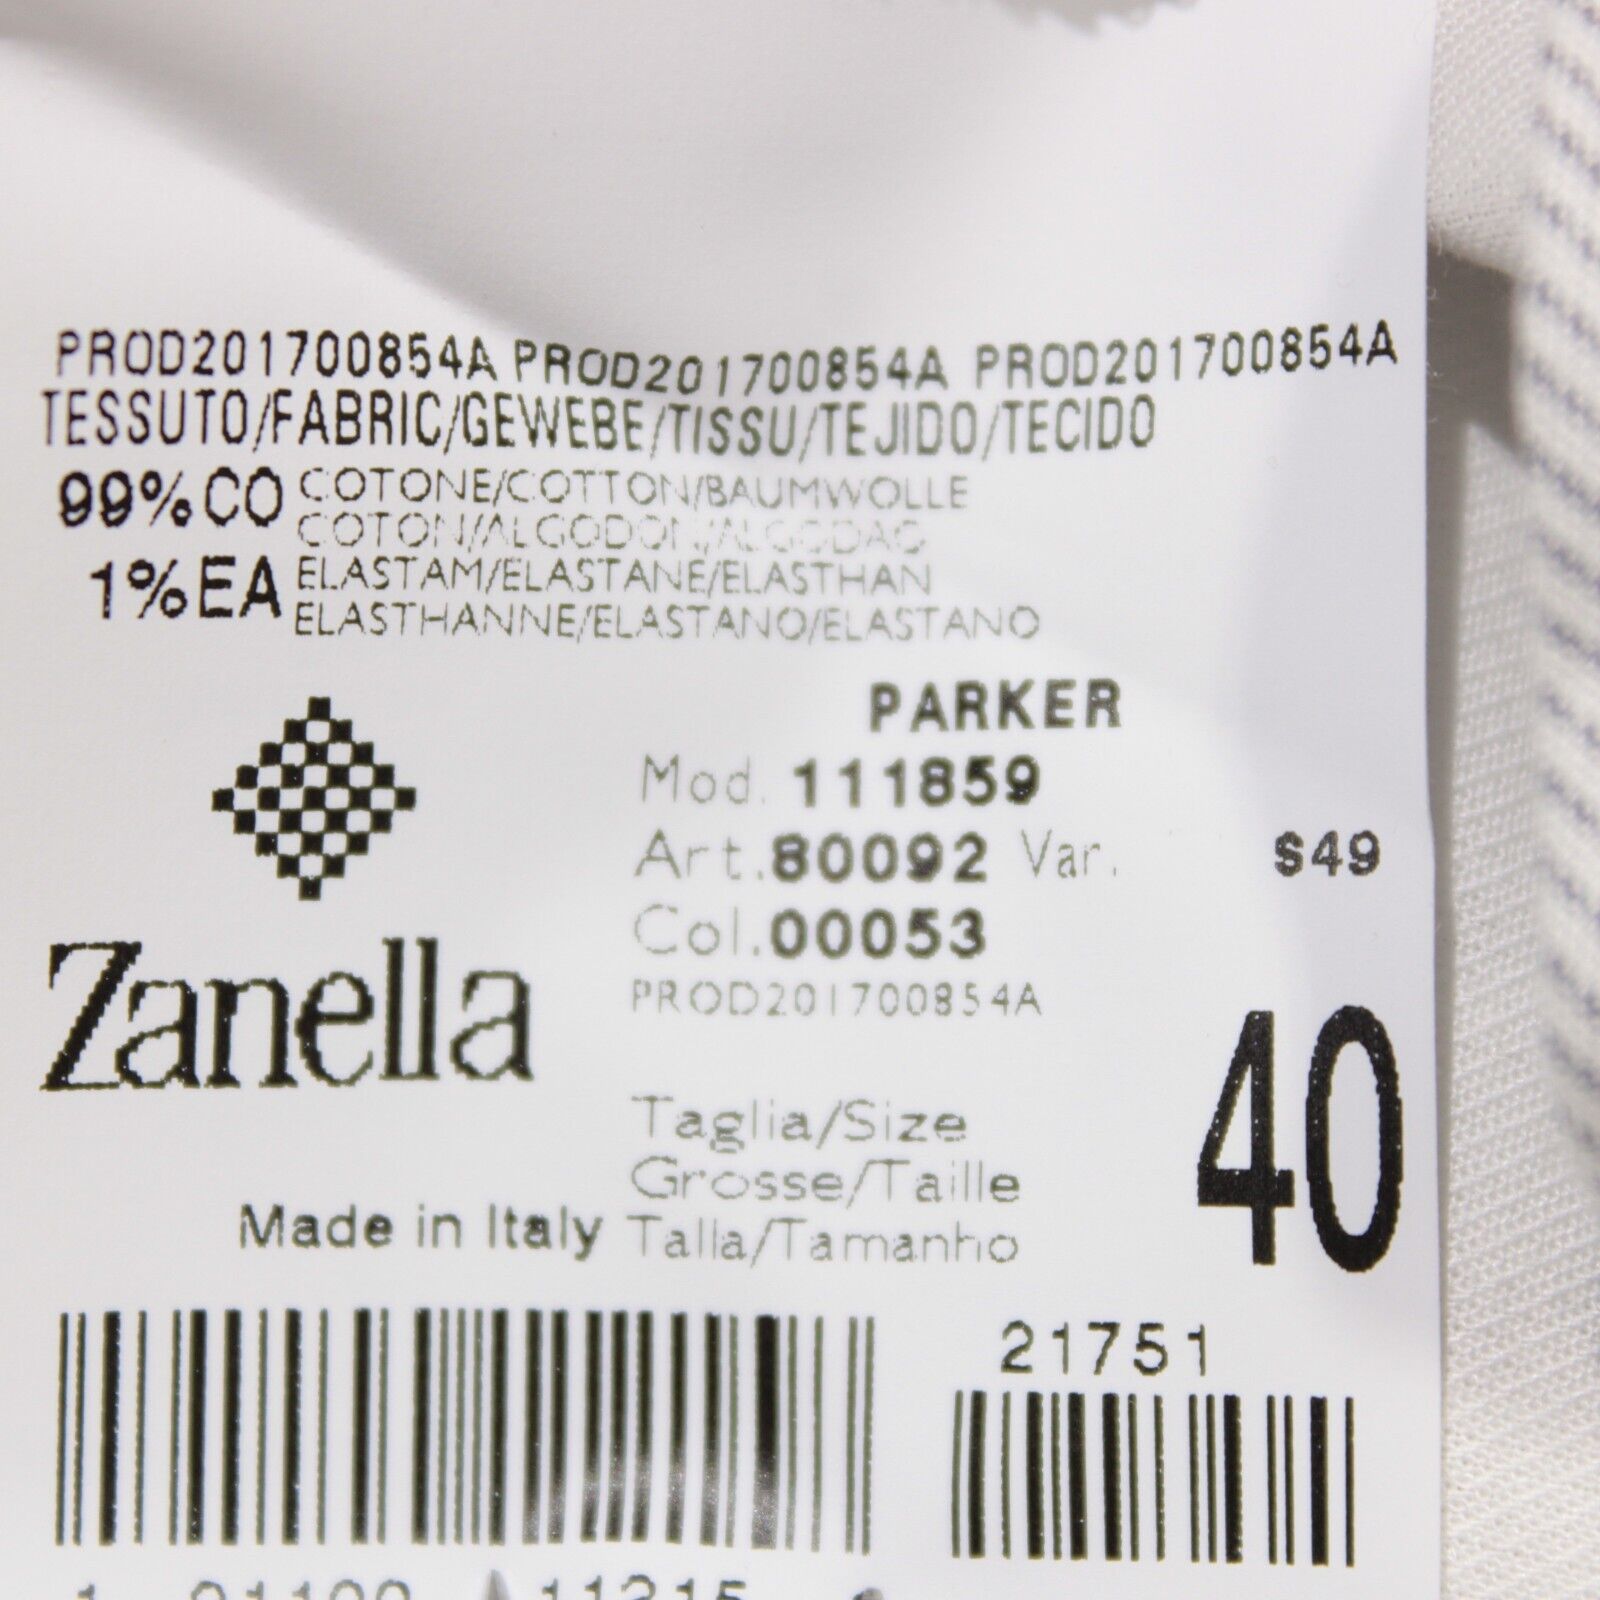 PROD201700854A PROD201700854A PROD201700854A
TESSUTO/FABRIC/GEWEBE/TISSU/TEJIDO/TECIDO
99%CO COTONE/COTTON/BAUMWOLLE
COTON/ALGODON/ALGODAO
1%EA ELASTAM/ELASTANE/ELASTHAN
ELASTHANNE/ELASTANO/ELASTANO
PARKER
Mod. 111859
Art.80092 Var. S49
Col.00053
PROD201700854A
Zanella
Taglia/Size
Grosse/Taille
Talla/Tamanho
40
Made in Italy
21751